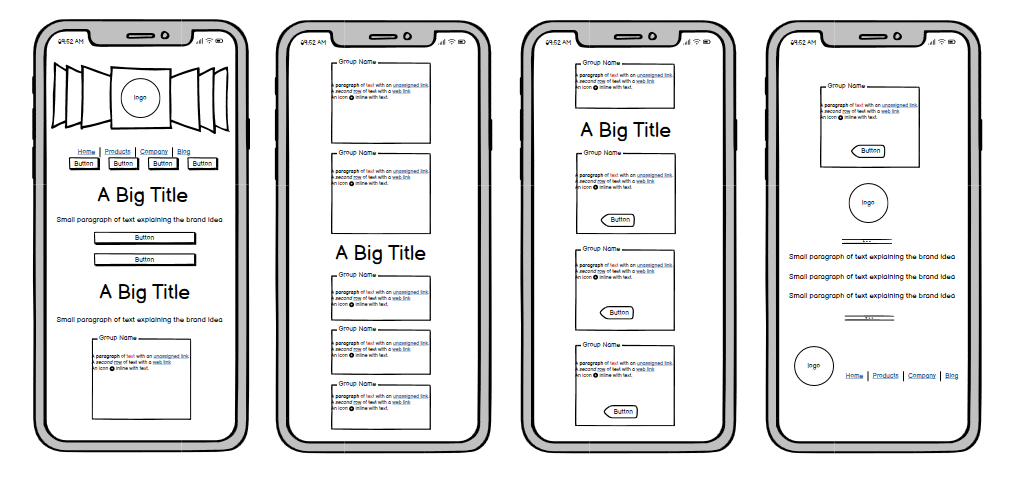 09:52 AM
logo
Home Products Company Blog
Button Button Button Button
A Big Title
Small paragraph of text explaining the brand idea
Button
Button
A Big Title
Small paragraph of text explaining the brand idea
Group Name
A paragraph of text with an unassigned link.
A second row of text with a web link
An icon inline with text.
09:52 AM
Group Name
A paragraph of text with an unassigned link.
A second row of text with a web link
An icon inline with text.
Group Name
A paragraph of text with an unassigned link.
A second row of text with a web link
An icon inline with text.
A Big Title
Group Name
A paragraph of text with an unassigned link.
A second row of text with a web link
An icon inline with text.
Group Name
A paragraph of text with an unassigned link.
A second row of text with a web link
An icon inline with text.
Group Name
A paragraph of text with an unassigned link.
A second row of text with a web link
An icon inline with text.
09:52 AM
Group Name
A paragraph of text with an unassigned link.
A second row of text with a web link
An icon inline with text.
A Big Title
Group Name
A paragraph of text with an unassigned link.
A second row of text with a web link
An icon inline with text.
Button
Group Name
A paragraph of text with an unassigned link.
A second row of text with a web link
An icon inline with text.
Button
Group Name
A paragraph of text with an unassigned link.
A second row of text with a web link
An icon inline with text.
Button
09:52 AM
Group Name
A paragraph of text with an unassigned link.
A second row of text with a web link
An icon inline with text.
Button
logo
Small paragraph of text explaining the brand idea
Small paragraph of text explaining the brand idea
Small paragraph of text explaining the brand idea
logo
Home Products Company Blog